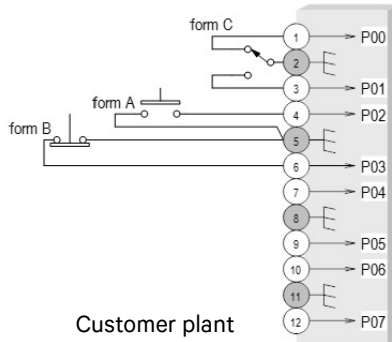 form C
1 P00
2
3 P01
form A
4 P02
form B
5
6 P03
7 P04
8
9 P05
10 P06
11
Customer plant
12 P07